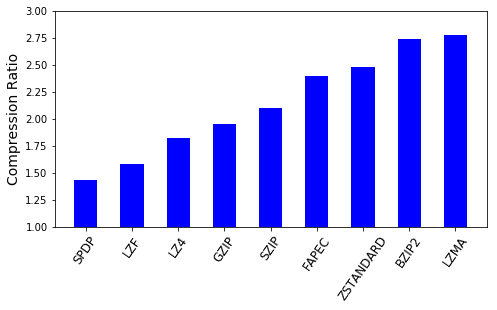 3.00
2.75
2.50
2.25
2.00
1.75
1.50
1.25
1.00
Compression Ratio
SPDP
LZF
LZ4
GZIP
SZIP
FAPEC
ZSTANDARD
BZIP2
LZMA